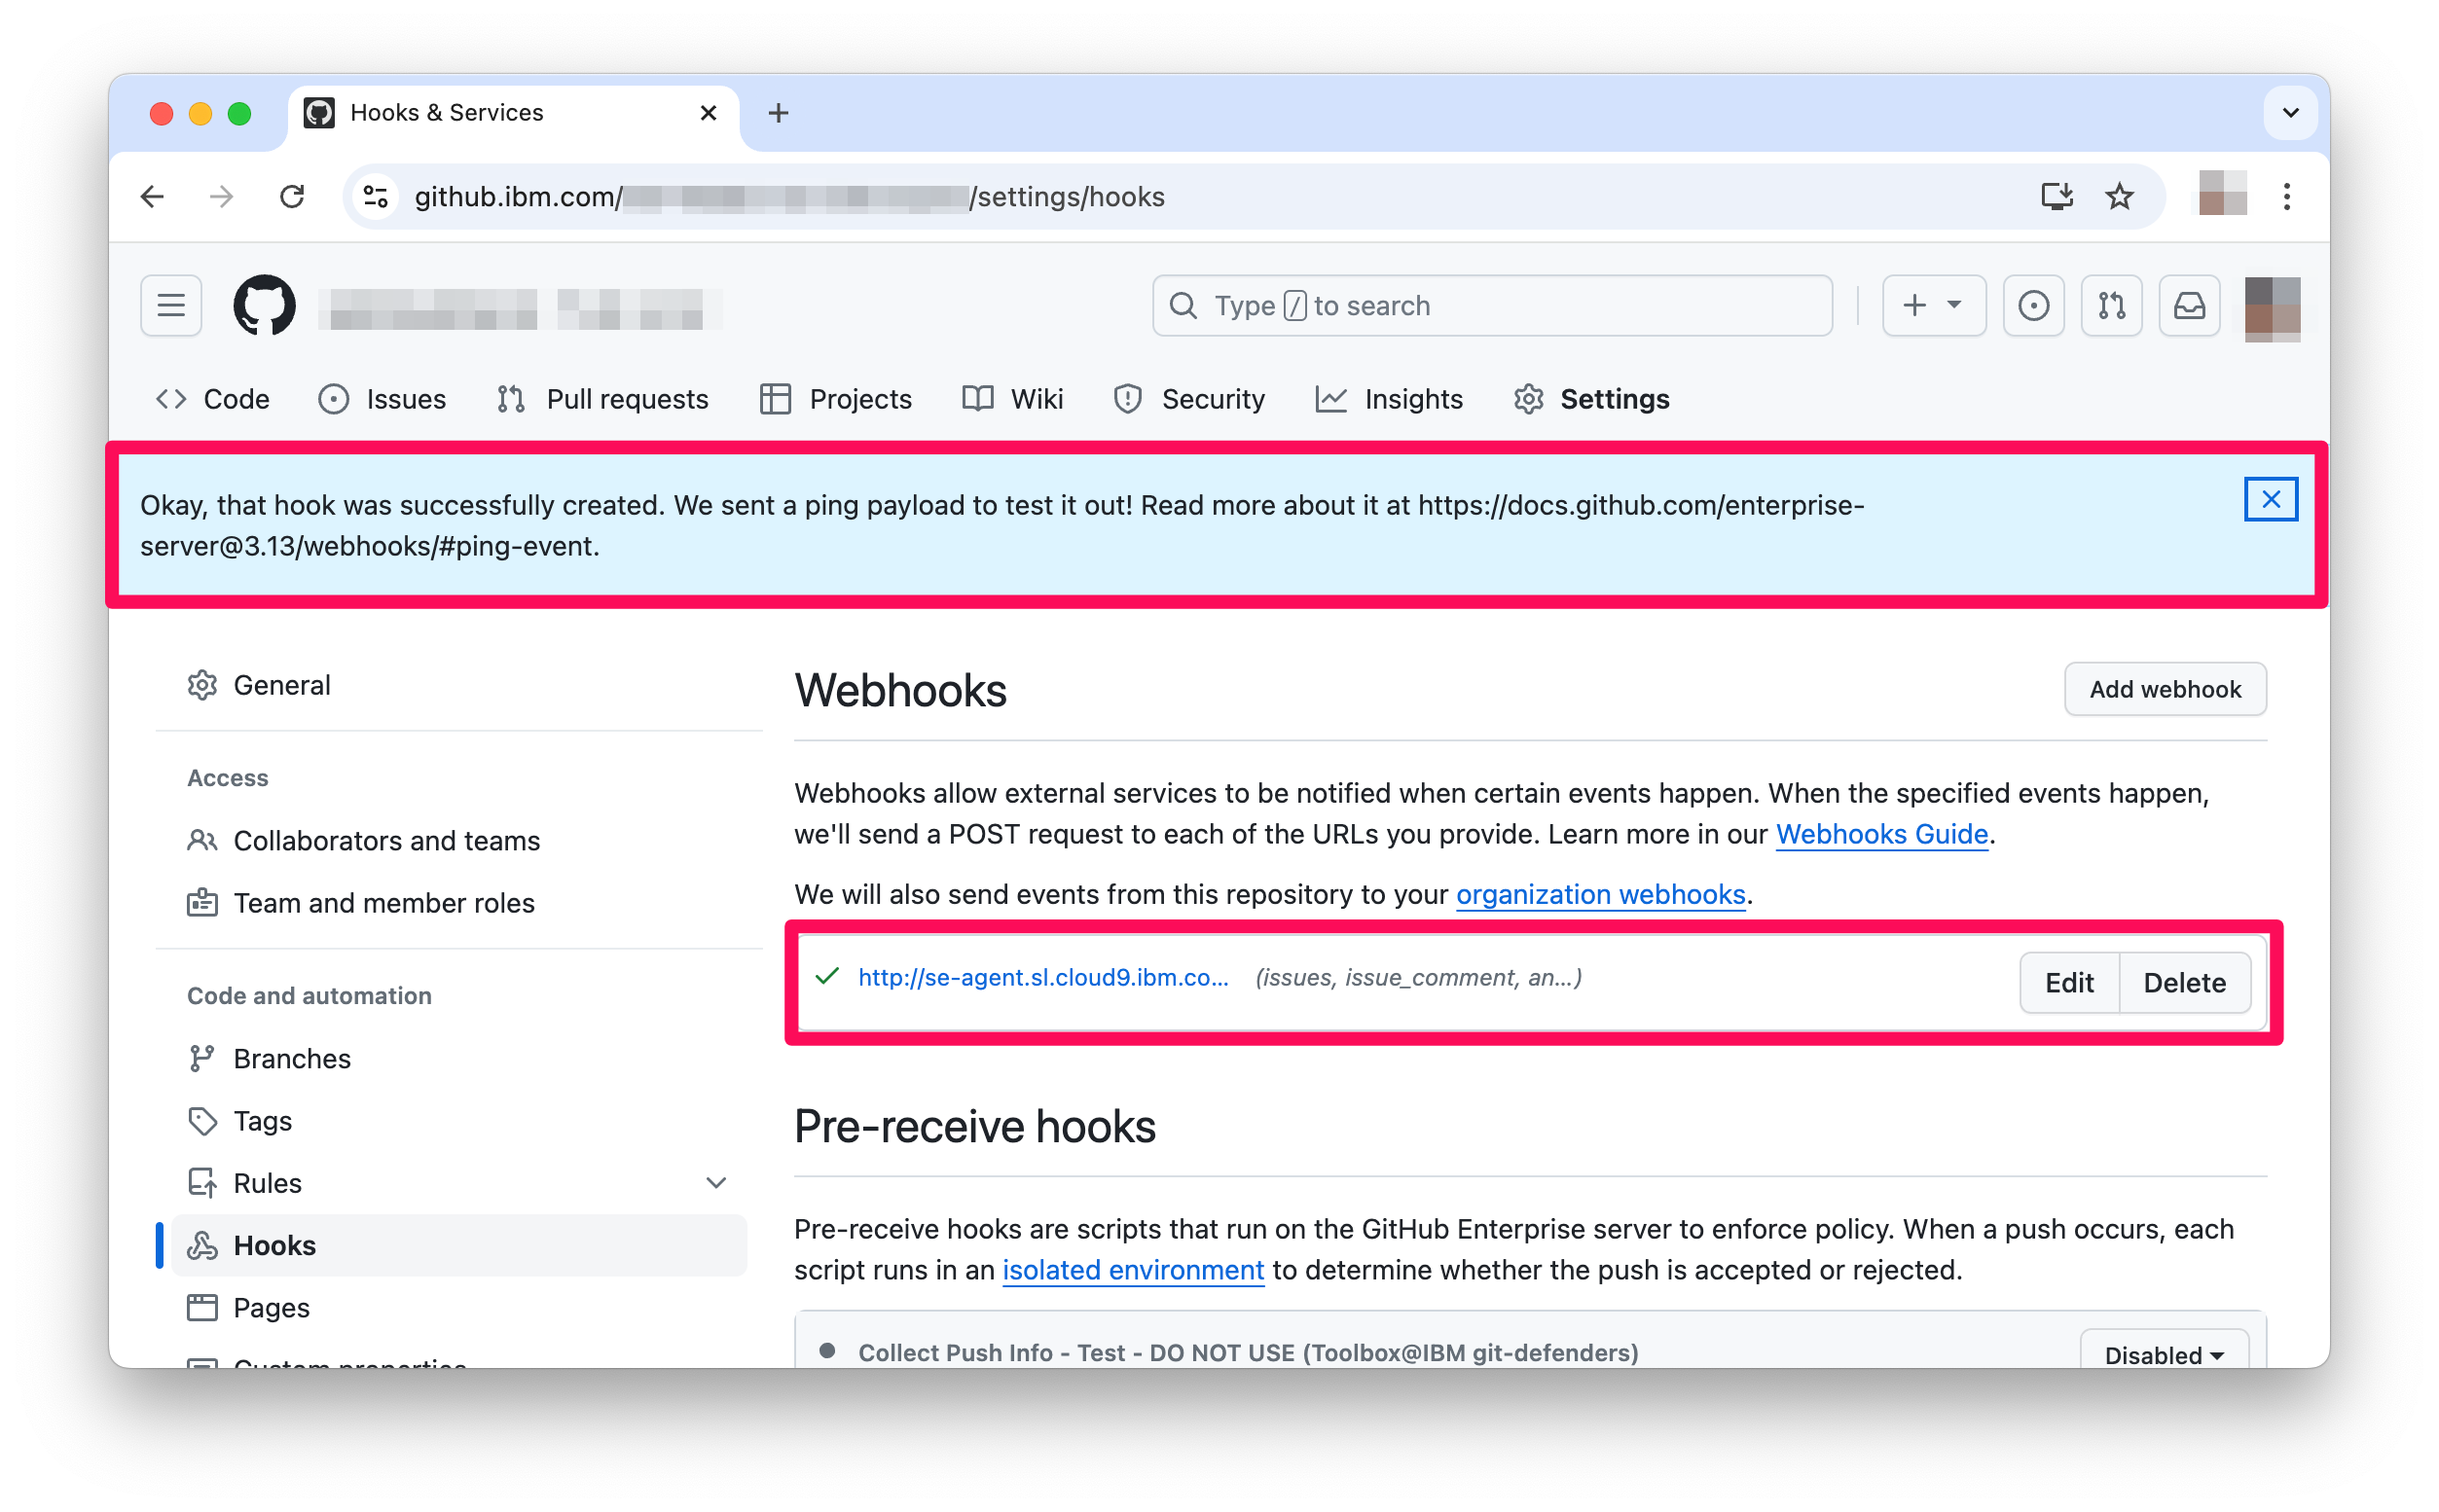 Hooks & Services
github.ibm.com/ /settings/hooks
Type / to search
Code Issues Pull requests Projects Wiki Security Insights Settings
Okay, that hook was successfully created. We sent a ping payload to test it out! Read more about it at https://docs.github.com/enterprise-
server@3.13/webhooks/#ping-event.
General
Access
Collaborators and teams
Team and member roles
Code and automation
Branches
Tags
Rules
Hooks
Pages
Custom properties
Webhooks
Add webhook
Webhooks allow external services to be notified when certain events happen. When the specified events happen,
we'll send a POST request to each of the URLs you provide. Learn more in our Webhooks Guide.
We will also send events from this repository to your organization webhooks.
http://se-agent.sl.cloud9.ibm.co... (issues, issue_comment, an...)
Edit Delete
Pre-receive hooks
Pre-receive hooks are scripts that run on the GitHub Enterprise server to enforce policy. When a push occurs, each
script runs in an isolated environment to determine whether the push is accepted or rejected.
Collect Push Info - Test - DO NOT USE (Toolbox@IBM git-defenders)
Disabled